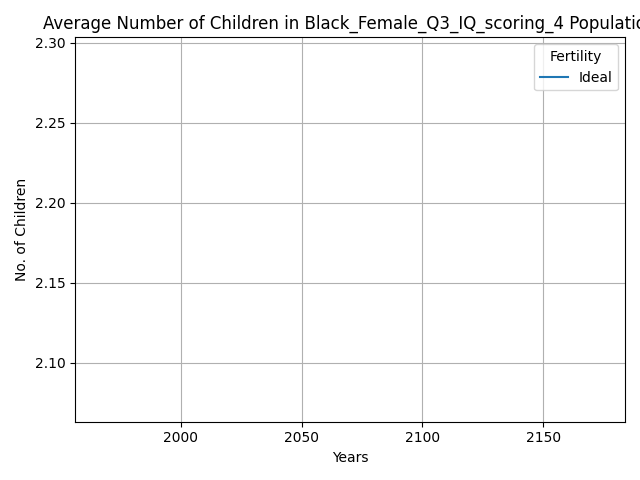 Average Number of Children in Black_Female_Q3_IQ_scoring_4 Populatio
Fertility
Ideal
2.30
2.25
2.20
2.15
2.10
No. of Children
2000 2050 2100 2150
Years